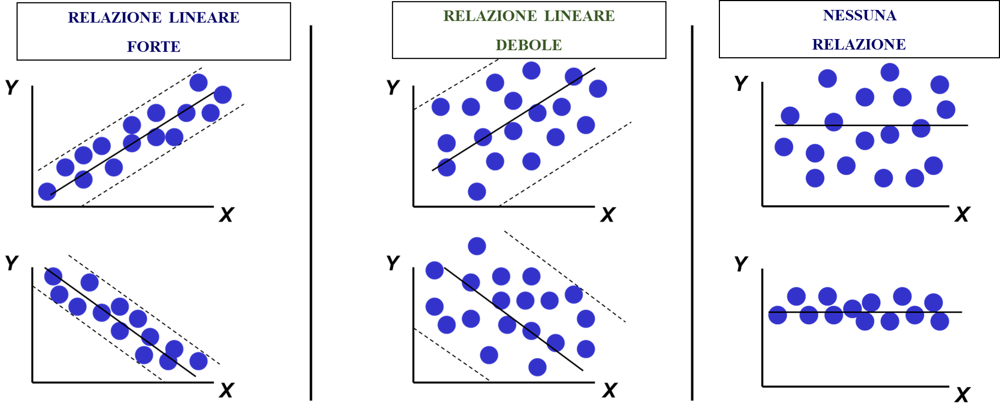 RELAZIONE LINEARE
FORTE
RELAZIONE LINEARE
DEBOLE
NESSUNA
RELAZIONE
Y
X
Y
X
Y
X
Y
X
Y
X
Y
X